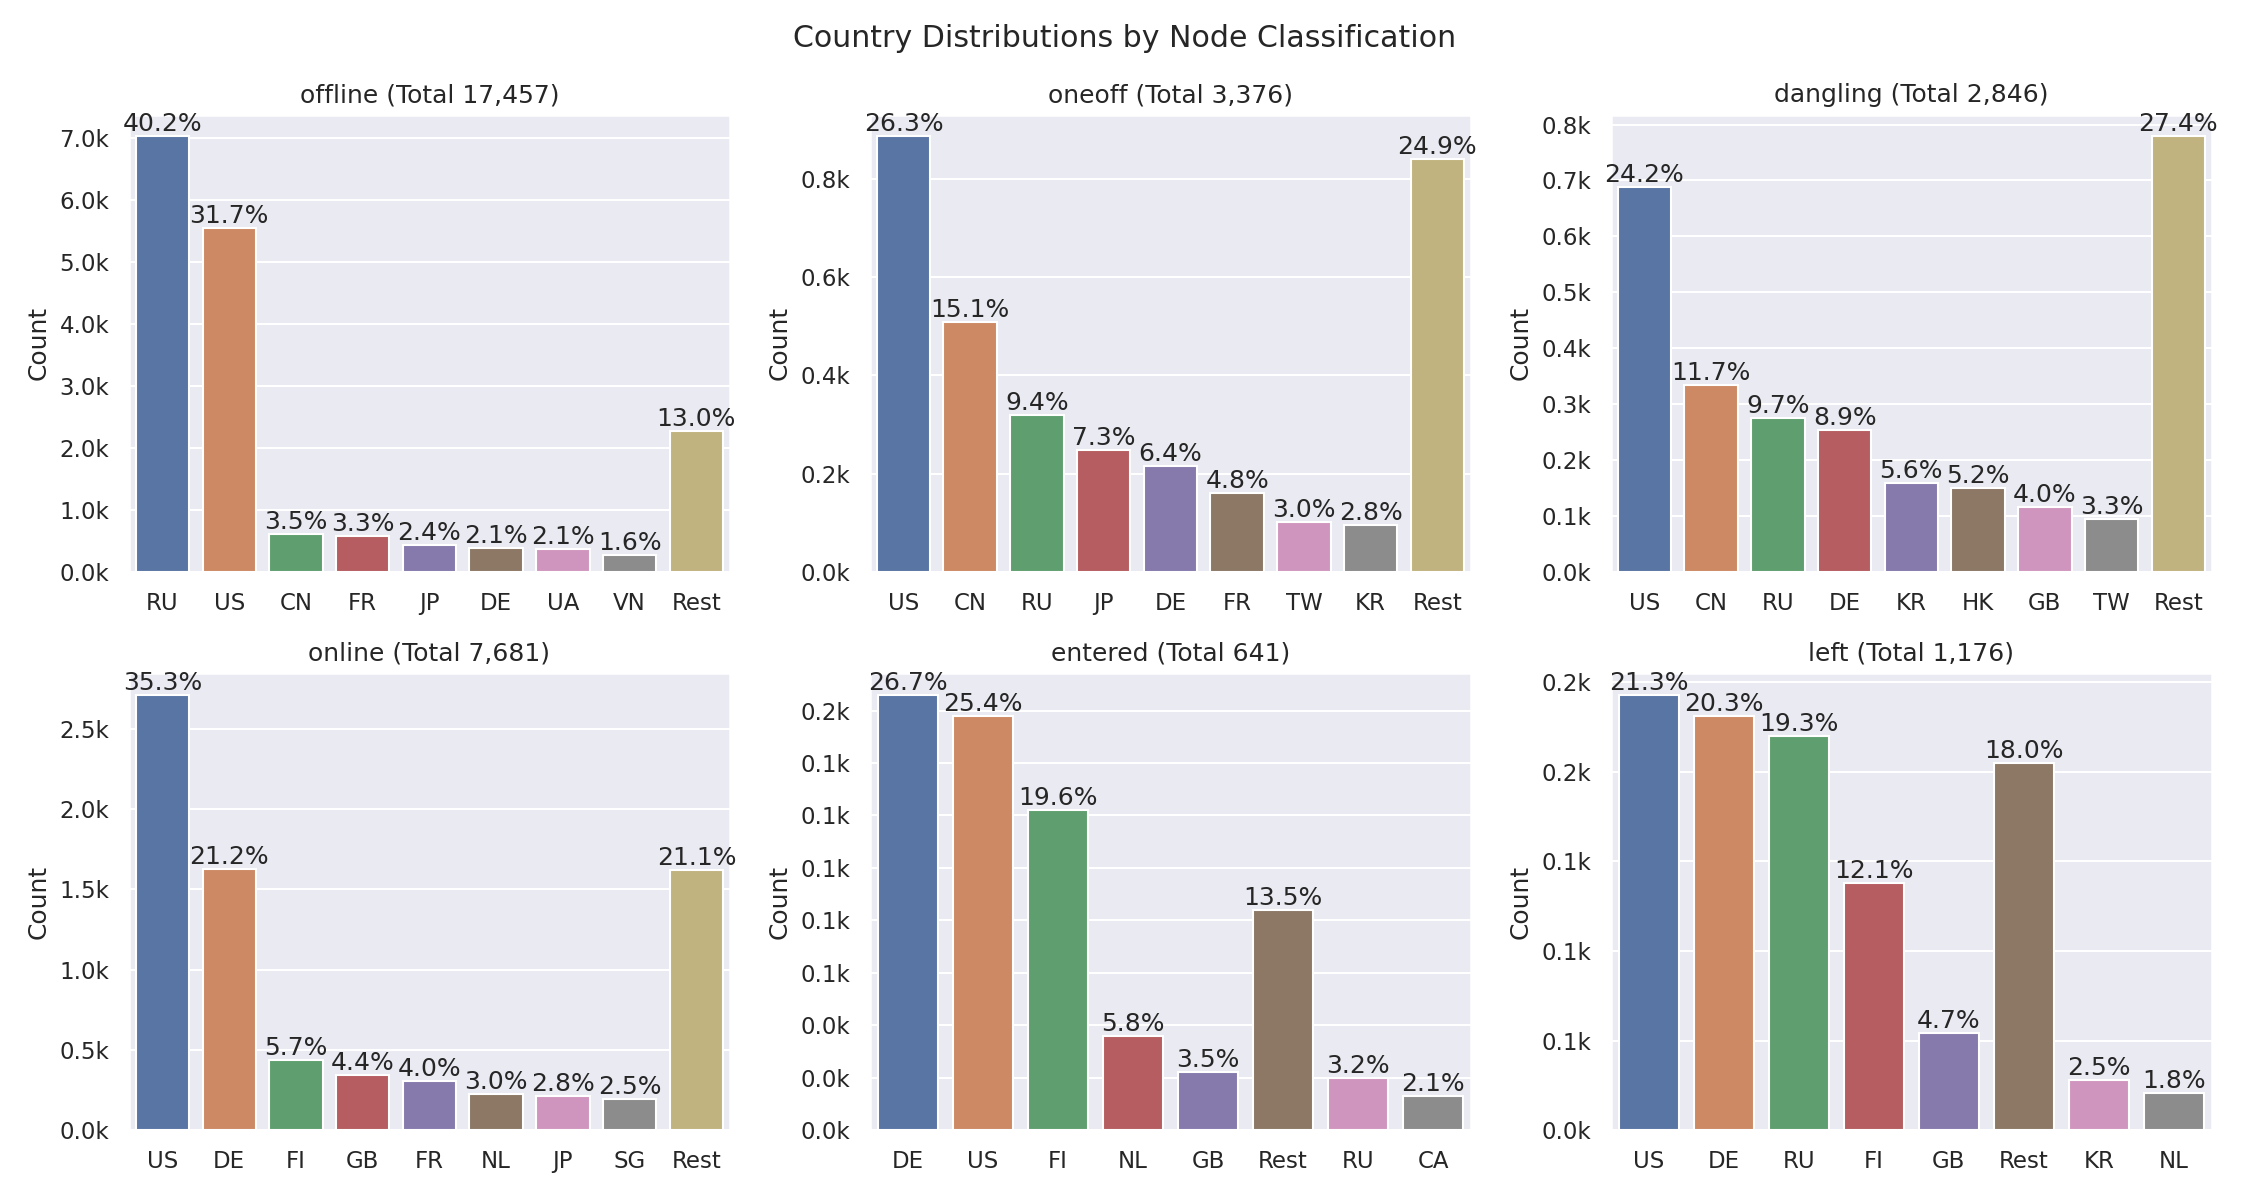 Country Distributions by Node Classification
offline (Total 17,457)
Count
7.0k
6.0k
5.0k
4.0k
3.0k
2.0k
1.0k
0.0k
40.2%
31.7%
3.5%
3.3%
2.4%
2.1%
2.1%
1.6%
13.0%
RU US CN FR JP DE UA VN Rest
oneoff (Total 3,376)
Count
0.8k
0.6k
0.4k
0.2k
0.0k
26.3%
15.1%
9.4%
7.3%
6.4%
4.8%
3.0%
2.8%
24.9%
US CN RU JP DE FR TW KR Rest
dangling (Total 2,846)
Count
0.8k
0.7k
0.6k
0.5k
0.4k
0.3k
0.2k
0.1k
0.0k
24.2%
11.7%
9.7%
8.9%
5.6%
5.2%
4.0%
3.3%
27.4%
US CN RU DE KR HK GB TW Rest
online (Total 7,681)
Count
2.5k
2.0k
1.5k
1.0k
0.5k
0.0k
35.3%
21.2%
5.7%
4.4%
4.0%
3.0%
2.8%
2.5%
21.1%
US DE FI GB FR NL JP SG Rest
entered (Total 641)
Count
0.2k
0.1k
0.1k
0.1k
0.1k
0.1k
0.0k
0.0k
0.0k
26.7%
25.4%
19.6%
5.8%
3.5%
13.5%
3.2%
2.1%
DE US FI NL GB Rest RU CA
left (Total 1,176)
Count
0.2k
0.2k
0.1k
0.1k
0.1k
0.0k
21.3%
20.3%
19.3%
12.1%
4.7%
18.0%
2.5%
1.8%
US DE RU FI GB Rest KR NL